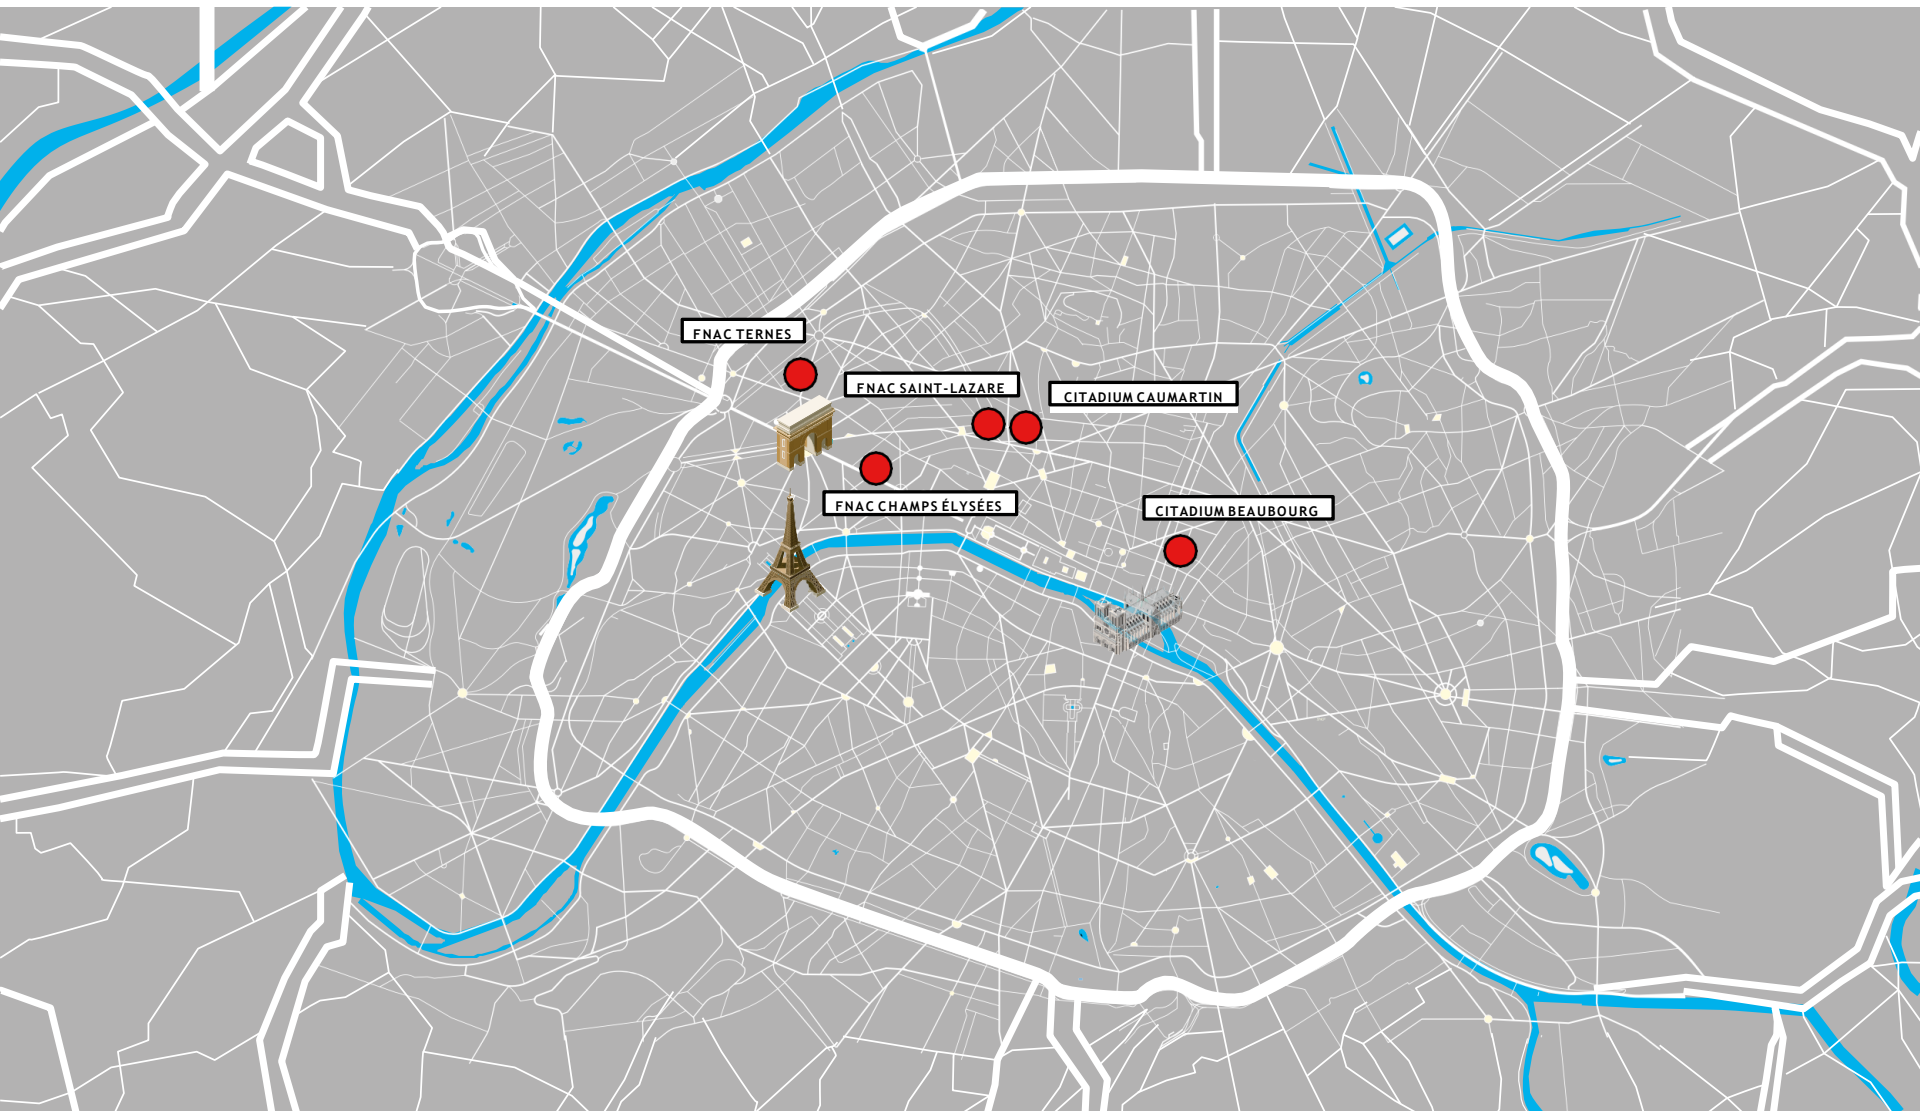 FNAC TERNES
FNAC SAINT-LAZARE
CITADIUM CAUMARTIN
FNAC CHAMPS ÉLYSÉES
CITADIUM BEAUBOURG